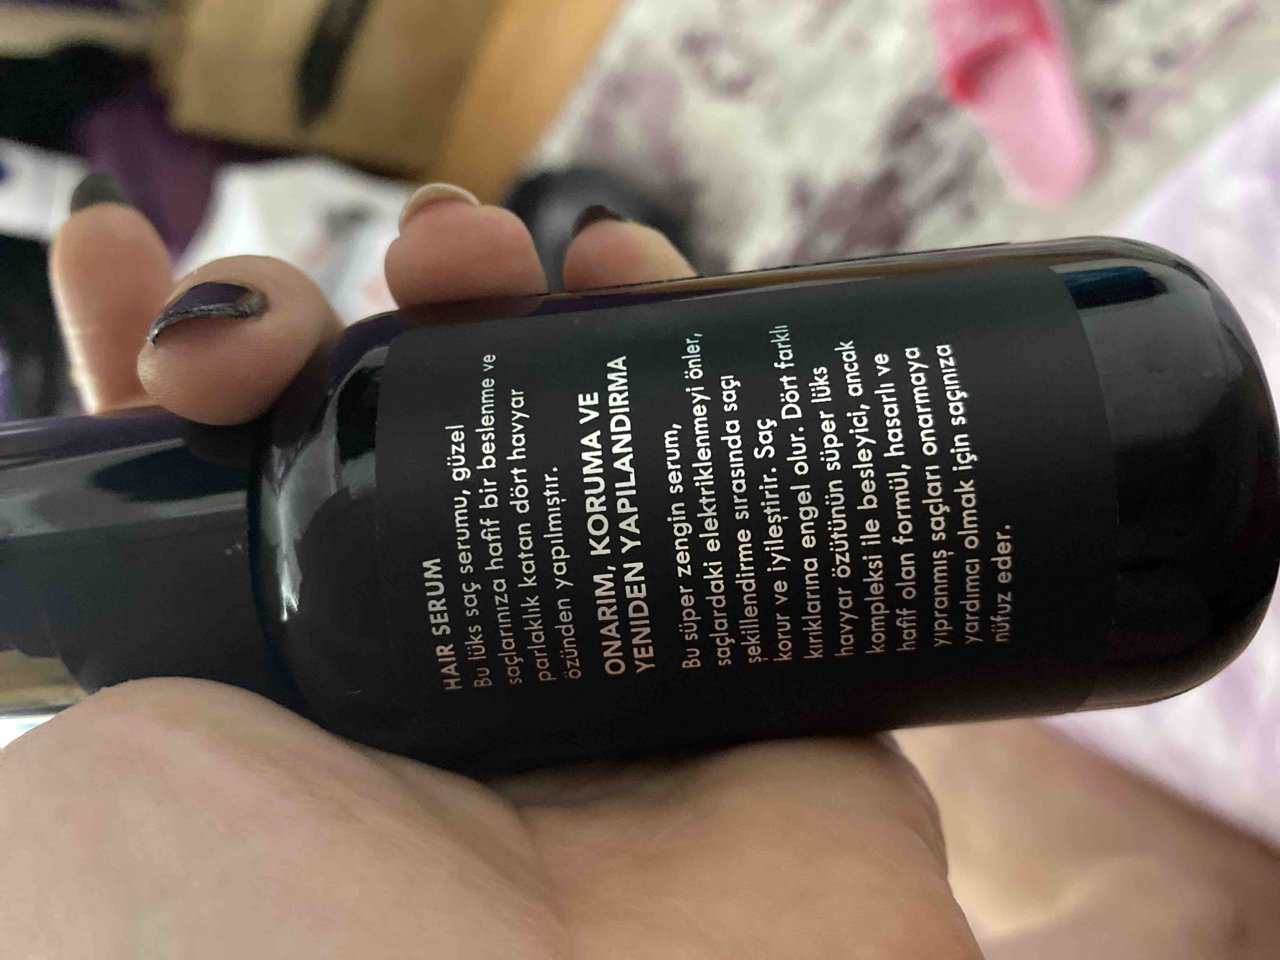 HAIR SERUM
Bu lüks saç serumu, güzel
saçlarınıza hafif bir beslenme ve
parlaklık katan dört havyar
özünden yapılmıştır.
ONARIM, KORUMA VE
YENİDEN YAPILANDIRMA
Bu süper zengin serum,
saçlardaki elektriklenmeyi önler,
şekillendirme sırasında saçı
korur ve iyileştirir. Saç
kırıklarına engel olur. Dört farklı
havyar özütünün süper lüks
kompleksi ile besleyici, ancak
hafif olan formül, hasarlı ve
yıpranmış saçları onarmaya
yardımcı olmak için saçınıza
nüfuz eder.